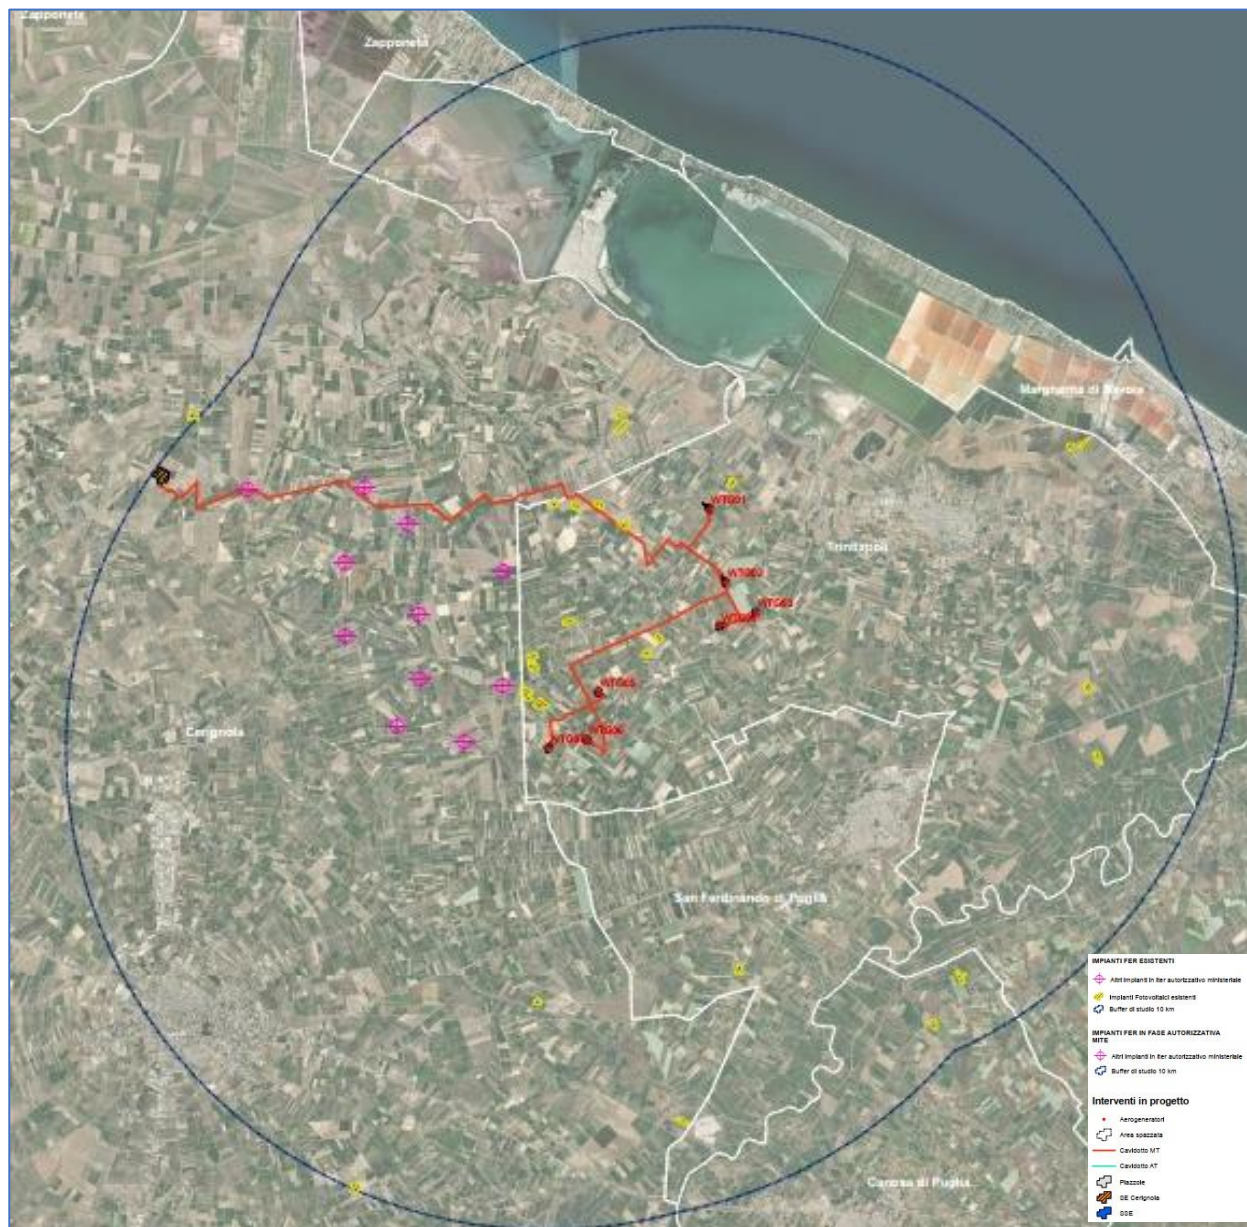 Zapponeta
Zapponeta
Margherita di Savoia
WTG01
Trinitapoli
WTG02
WTG03
WTG05
WTG06
Cerignola
San Ferdinando di Puglia
Canosa di Puglia
IMPIANTI FER ESISTENTI
Altri impianti in iter autorizzativo ministeriale
Impianti Fotovoltaici esistenti
Buffer di studio 10 km
IMPIANTI FER IN FASE AUTORIZZATIVA
MITE
Altri impianti in iter autorizzativo ministeriale
Buffer di studio 10 km
Interventi in progetto
Aerogeneratori
Area spazzata
Cavidotto MT
Cavidotto AT
Piazzole
SE Cerignola
SSE